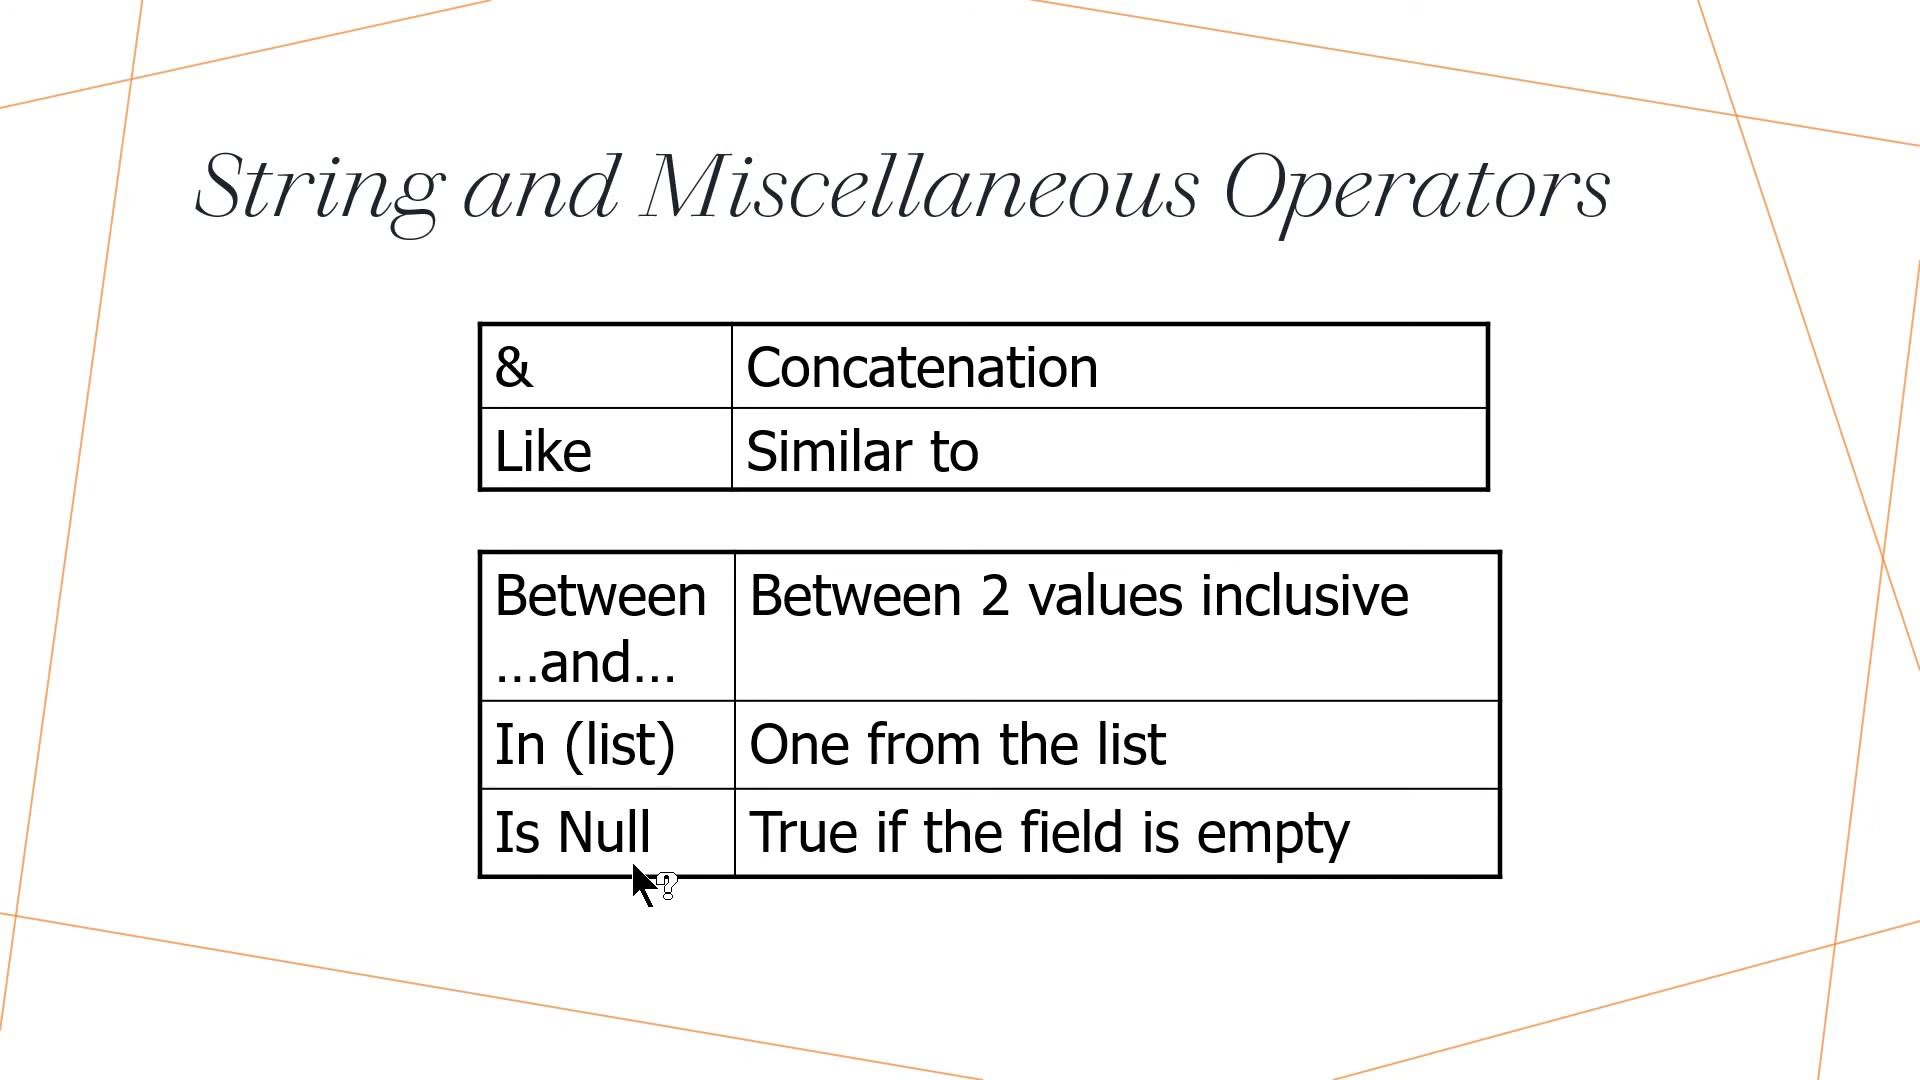 String and Miscellaneous Operators
& Concatenation
Like Similar to
Between Between 2 values inclusive
...and...
In (list) One from the list
Is Null True if the field is empty